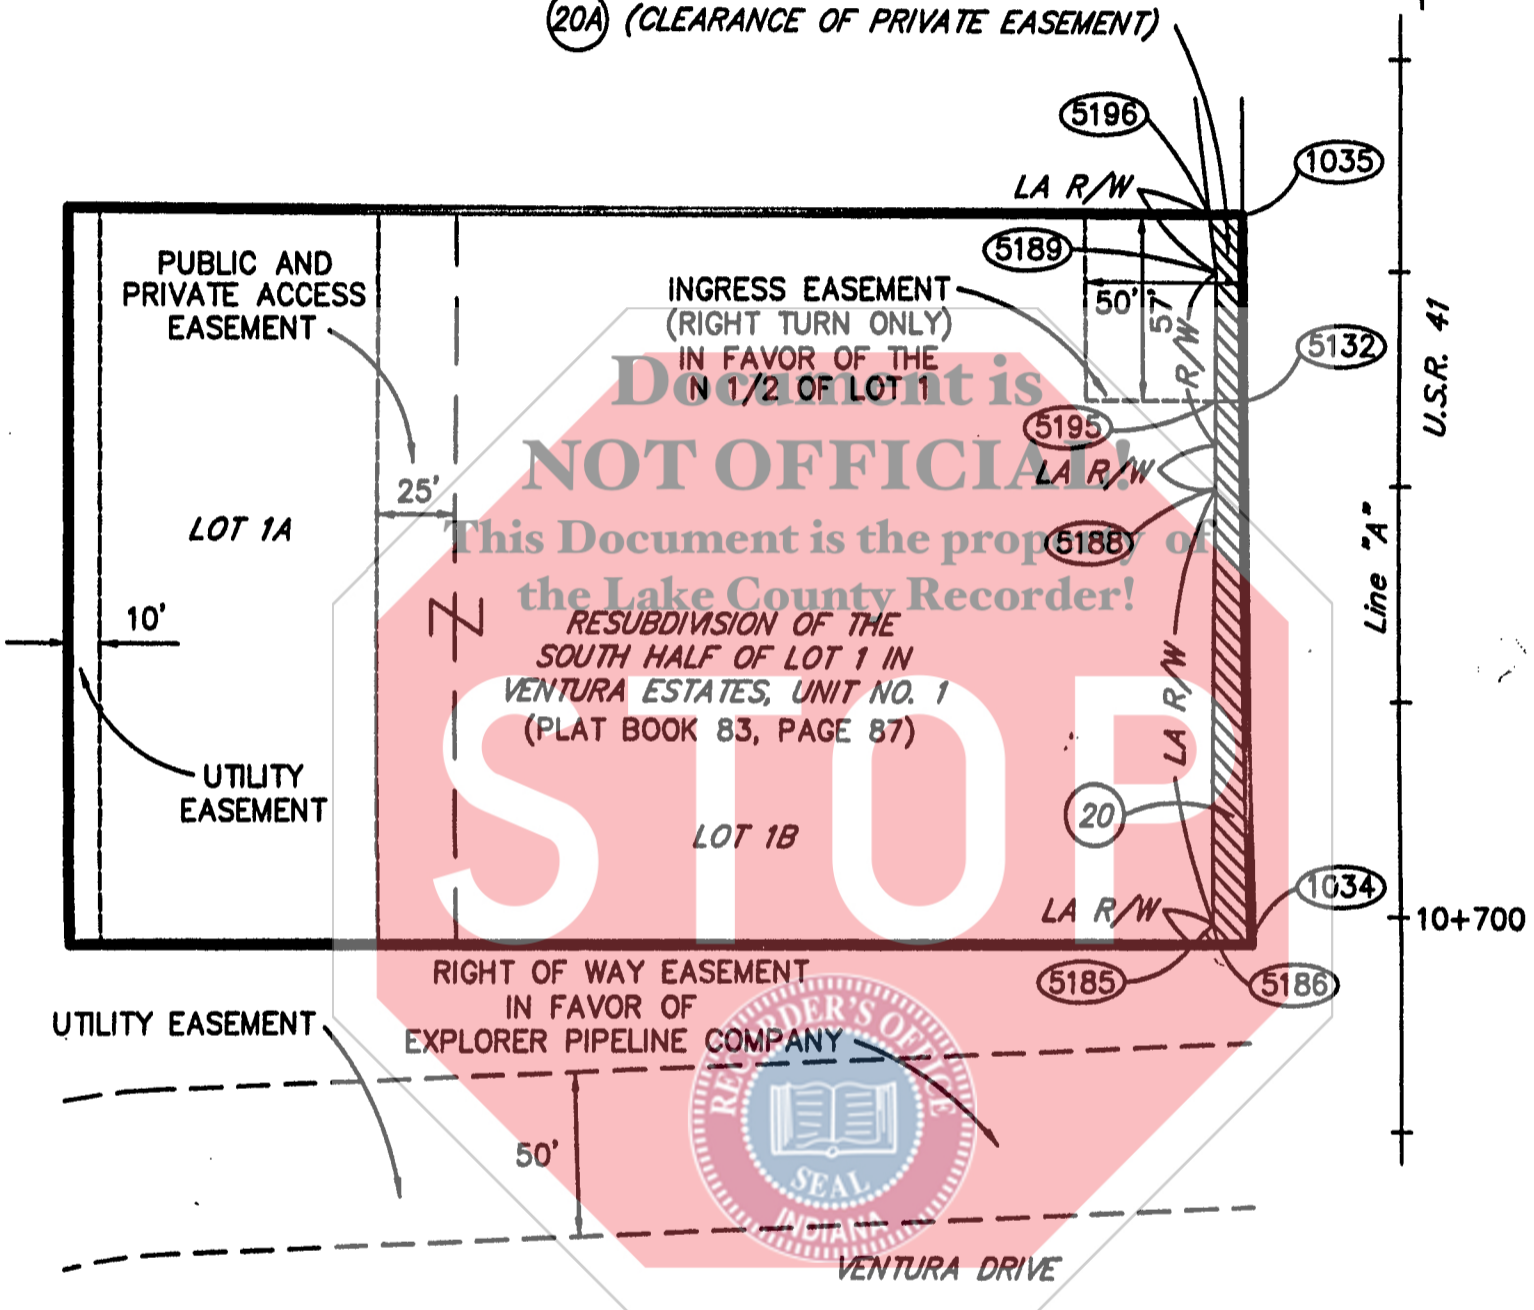 20A (CLEARANCE OF PRIVATE EASEMENT)
5196
1035
LA R/W
5189
PUBLIC AND
PRIVATE ACCESS
EASEMENT
INGRESS EASEMENT
(RIGHT TURN ONLY)
IN FAVOR OF THE
N 1/2 OF LOT 1
50'
57'
R/W
U.S.R. 41
5132
Document is
NOT OFFICIAL!
This Document is the property of
the Lake County Recorder!
5195
LA R/W
25'
LOT 1A
5188
Line "A"
10'
RESUBDIVISION OF THE
SOUTH HALF OF LOT 1 IN
VENTURA ESTATES, UNIT NO. 1
(PLAT BOOK 83, PAGE 87)
LA R/W
STOP
UTILITY
EASEMENT
20
LOT 1B
1034
LA R/W
10+700
RIGHT OF WAY EASEMENT
IN FAVOR OF
EXPLORER PIPELINE COMPANY
5185
5186
UTILITY EASEMENT
RECORDER'S OFFICE
SEAL
INDIANA
50'
VENTURA DRIVE